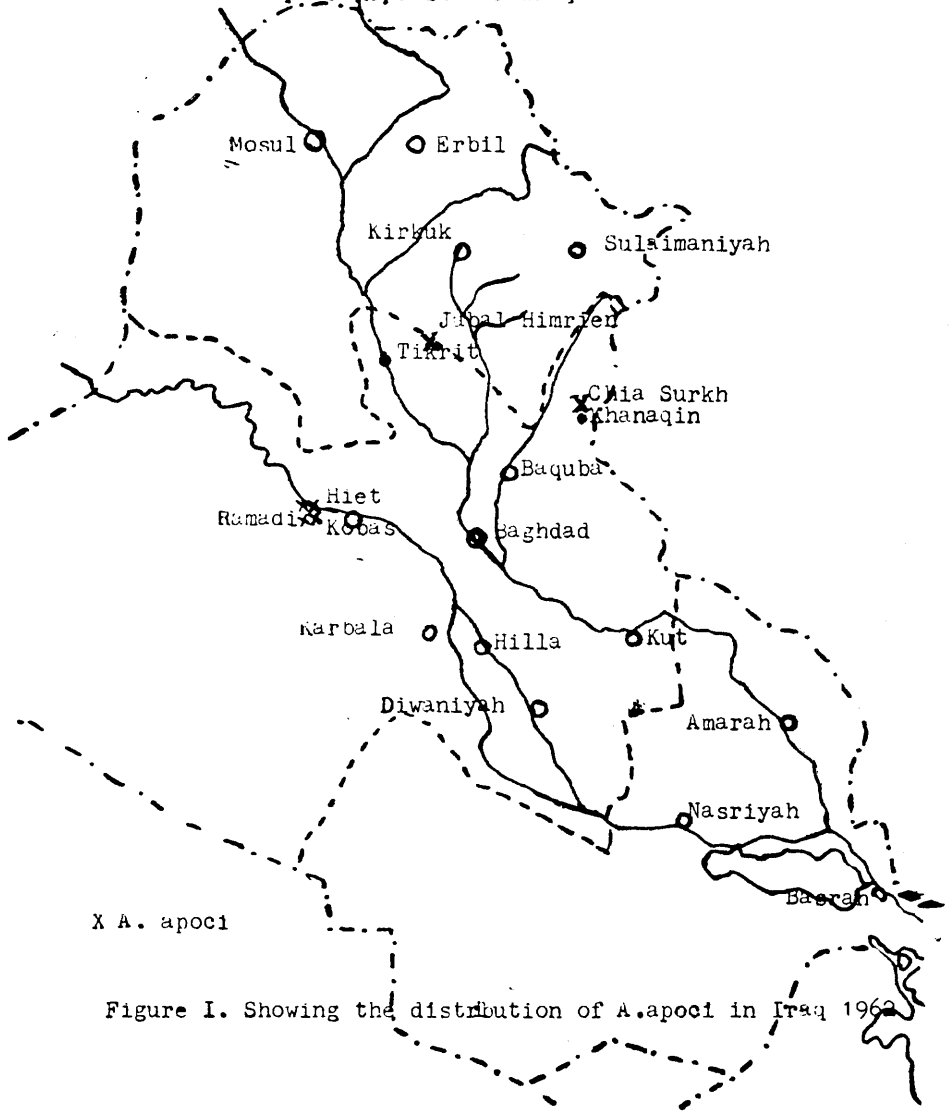 Mosul
Erbil
Kirkuk
Sulaimaniyah
Jabal Himrien
Tikrit
Chia Surkh
Khanaqin
Baquba
Hiet
Ramadi
Kobas
Baghdad
Karbala
Hilla
Kut
Diwaniyah
Amarah
Nasriyah
Basrah
X A. apoci
Figure I. Showing the distribution of A.apoci in Iraq 1962